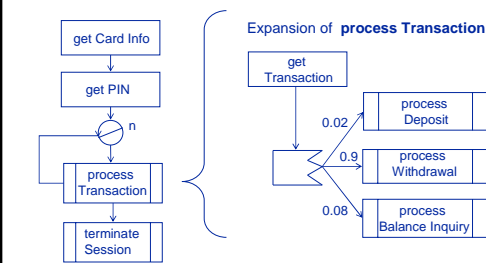 get Card Info
get PIN
n
process
Transaction
terminate
Session
Expansion of process Transaction
get
Transaction
0.02
0.9
0.08
process
Deposit
process
Withdrawal
process
Balance Inquiry